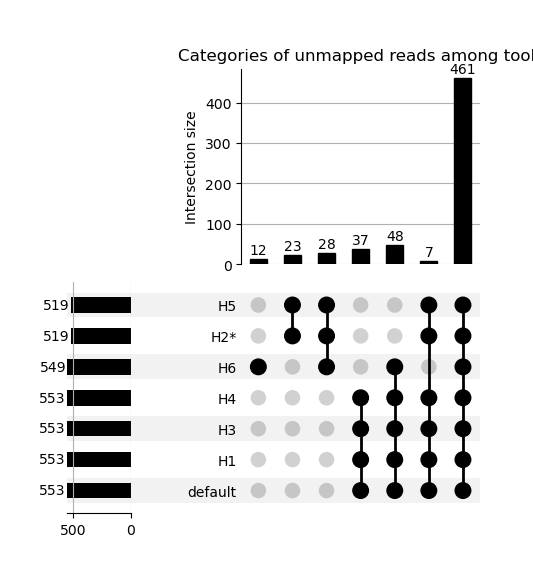 Categories of unmapped reads among tool
461
400
300
200
100
0
Intersection size
12 23 28 37 48 7
519 H5
519 H2*
549 H6
553 H4
553 H3
553 H1
553 default
500 0